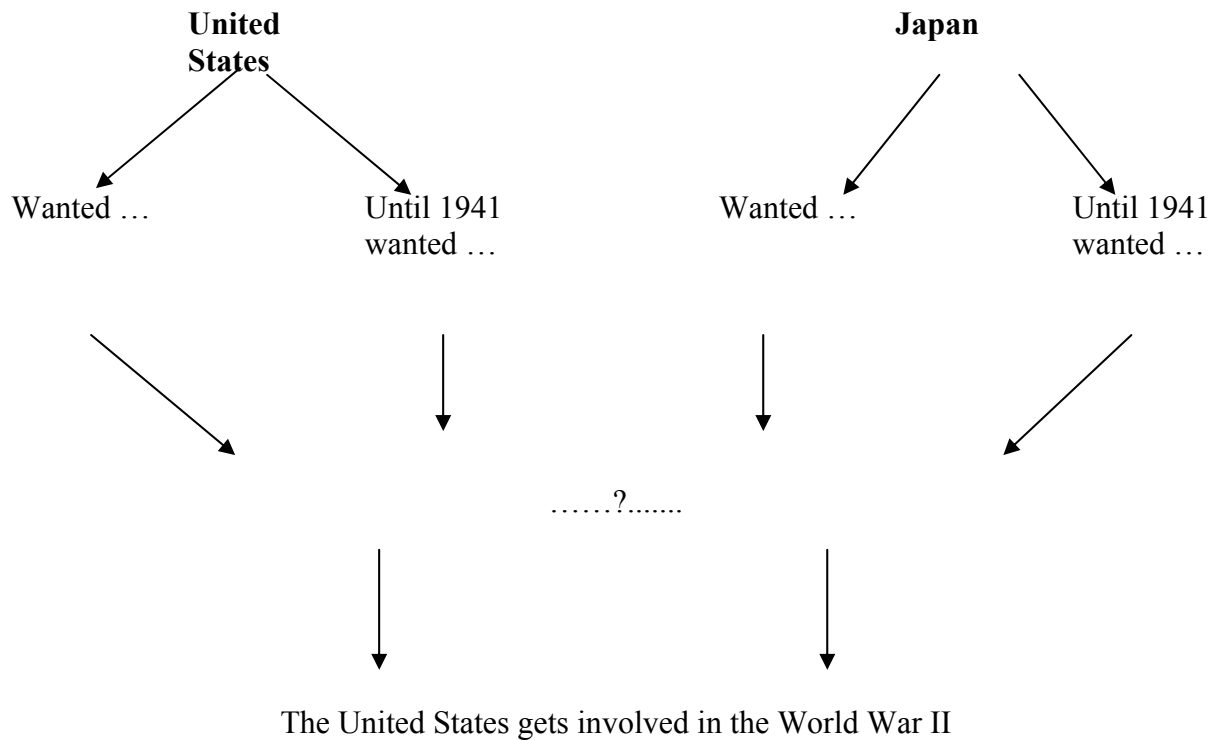 United
States
Japan
Wanted …
Until 1941
wanted …
Wanted …
Until 1941
wanted …
……?.......
The United States gets involved in the World War II